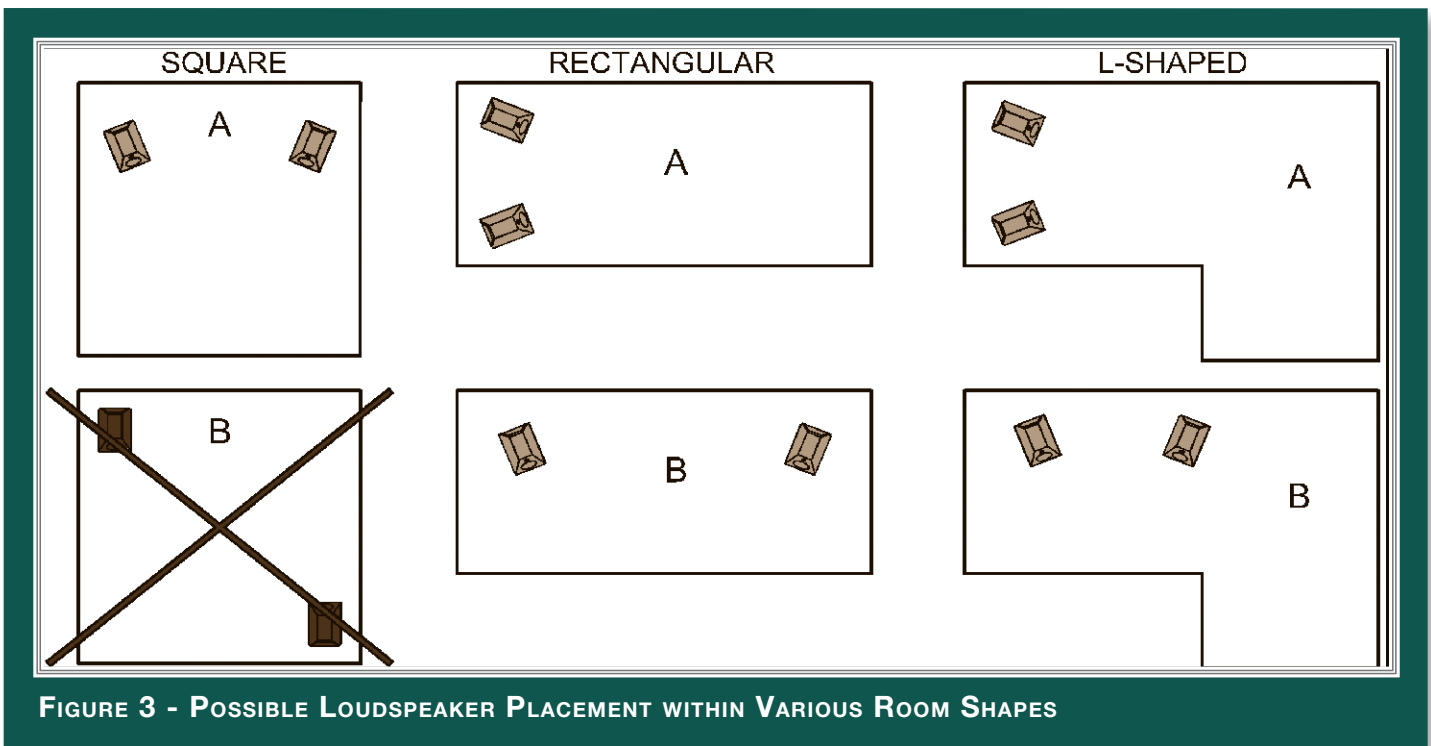 SQUARE
RECTANGULAR
L-SHAPED
A
A
A
B
B
B
FIGURE 3 - POSSIBLE LOUDSPEAKER PLACEMENT WITHIN VARIOUS ROOM SHAPES